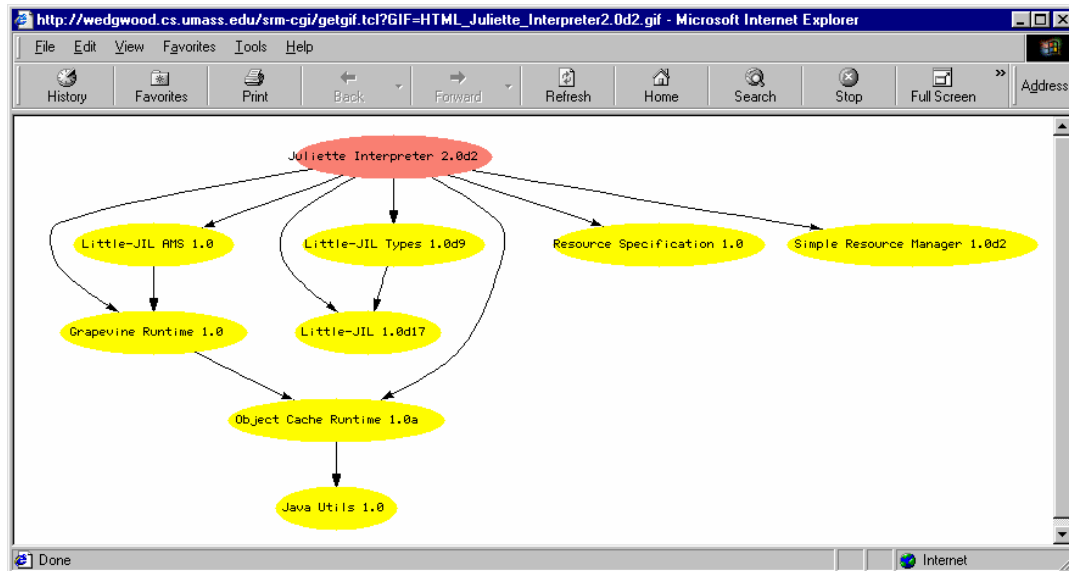 http://wedgwood.cs.umass.edu/srm-cgi/getgif.tcl?GIF=HTML_Juliette_Interpreter2.0d2.gif - Microsoft Internet Explorer
File Edit View Favorites Tools Help
History Favorites Print Back Forward Refresh Home Search Stop Full Screen » Address
Juliette Interpreter 2.0d2
Little-JIL AMS 1.0 Little-JIL Types 1.0d9 Resource Specification 1.0 Simple Resource Manager 1.0d2
Grapevine Runtime 1.0 Little-JIL 1.0d17
Object Cache Runtime 1.0a
Java Utils 1.0
Done Internet